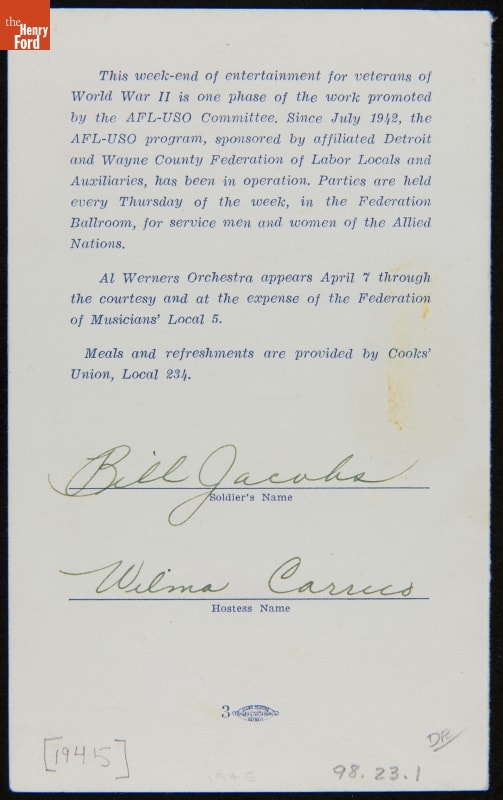 the
Henry
Ford
This week-end of entertainment for veterans of
World War II is one phase of the work promoted
by the AFL-USO Committee. Since July 1942, the
AFL-USO program, sponsored by affiliated Detroit
and Wayne County Federation of Labor Locals and
Auxiliaries, has been in operation. Parties are held
every Thursday of the week, in the Federation
Ballroom, for service men and women of the Allied
Nations.
Al Werners Orchestra appears April 7 through
the courtesy and at the expense of the Federation
of Musicians' Local 5.
Meals and refreshments are provided by Cooks'
Union, Local 234.
Bill Jacobs
Soldier's Name
Wilma
Hostess Name
3
[1945]
1945
DE
98.23.1